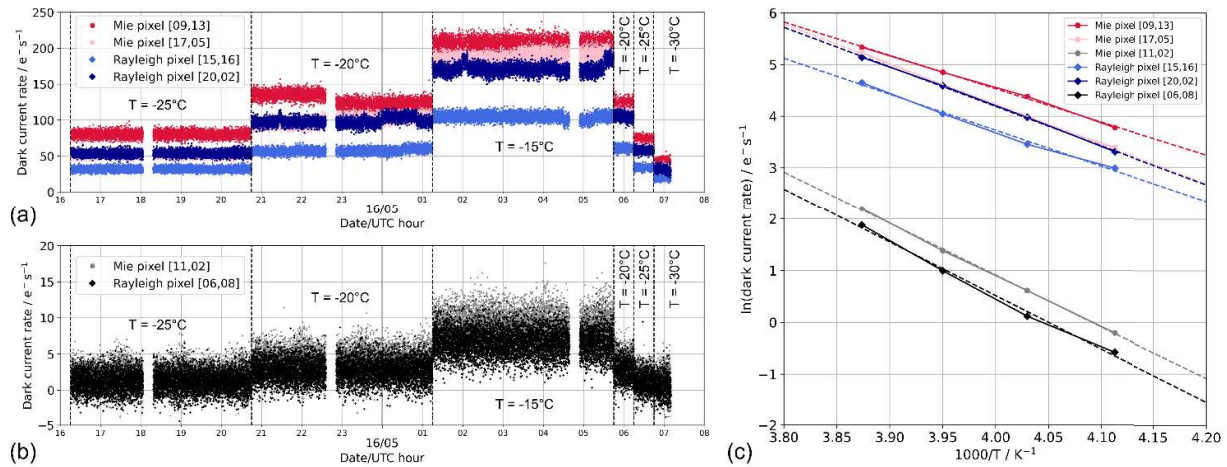 Mie pixel [09,13]
Mie pixel [17,05]
Rayleigh pixel [15,16]
Rayleigh pixel [20,02]
T = -25°C
T = -20°C
T = -15°C
T = -20°C
T = -25°C
T = -30°C
Dark current rate / e⁻ s⁻¹
250
200
150
100
50
0
16 17 18 19 20 21 22 23 16/05 01 02 03 04 05 06 07 08
Date/UTC hour
(a)
Mie pixel [11,02]
Rayleigh pixel [06,08]
T = -25°C
T = -20°C
T = -15°C
T = -20°C
T = -25°C
T = -30°C
Dark current rate / e⁻ s⁻¹
20
15
10
5
0
−5
16 17 18 19 20 21 22 23 16/05 01 02 03 04 05 06 07 08
Date/UTC hour
(b)
Mie pixel [09,13]
Mie pixel [17,05]
Mie pixel [11,02]
Rayleigh pixel [15,16]
Rayleigh pixel [20,02]
Rayleigh pixel [06,08]
ln(dark current rate) / e⁻ s⁻¹
6
5
4
3
2
1
0
−1
−2
3.80 3.85 3.90 3.95 4.00 4.05 4.10 4.15 4.20
1000/T / K⁻¹
(c)